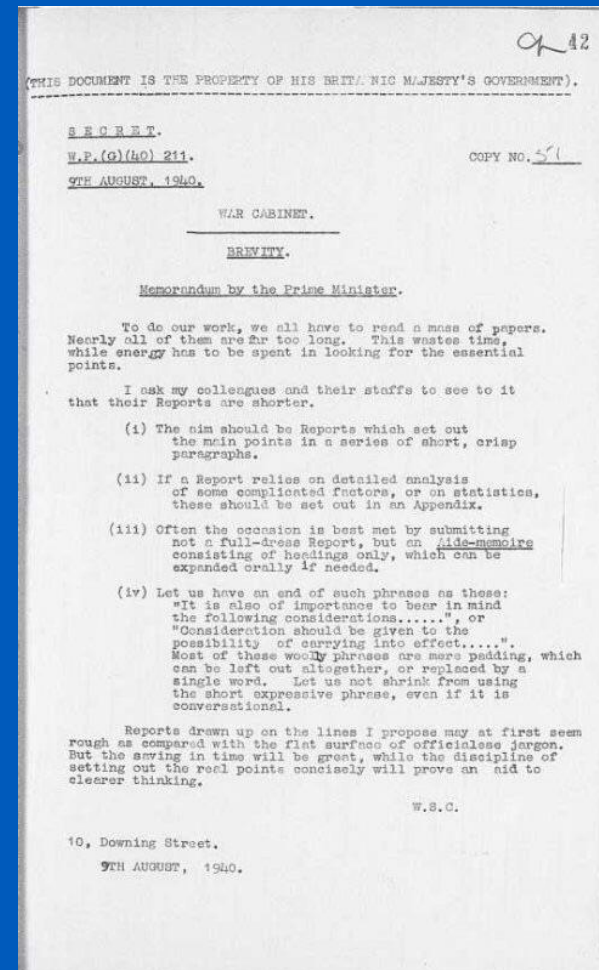 42
(THIS DOCUMENT IS THE PROPERTY OF HIS BRITANNIC MAJESTY'S GOVERNMENT).
SECRET.
W.P.(G)(40) 211.
COPY NO. 51
9TH AUGUST, 1940.
WAR CABINET.
BREVITY.
Memorandum by the Prime Minister.
To do our work, we all have to read a mass of papers.
Nearly all of them are far too long. This wastes time,
while energy has to be spent in looking for the essential
points.
I ask my colleagues and their staffs to see to it
that their Reports are shorter.
(i) The aim should be Reports which set out
the main points in a series of short, crisp
paragraphs.
(ii) If a Report relies on detailed analysis
of some complicated factors, or on statistics,
these should be set out in an Appendix.
(iii) Often the occasion is best met by submitting
not a full-dress Report, but an Aide-memoire
consisting of headings only, which can be
expanded orally if needed.
(iv) Let us have an end of such phrases as these:
"It is also of importance to bear in mind
the following considerations......", or
"Consideration should be given to the
possibility of carrying into effect.....".
Most of these woolly phrases are mere padding, which
can be left out altogether, or replaced by a
single word. Let us not shrink from using
the short expressive phrase, even if it is
conversational.
Reports drawn up on the lines I propose may at first seem
rough as compared with the flat surface of officialese jargon.
But the saving in time will be great, while the discipline of
setting out the real points concisely will prove an aid to
clearer thinking.
W.S.C.
10, Downing Street.
9TH AUGUST, 1940.